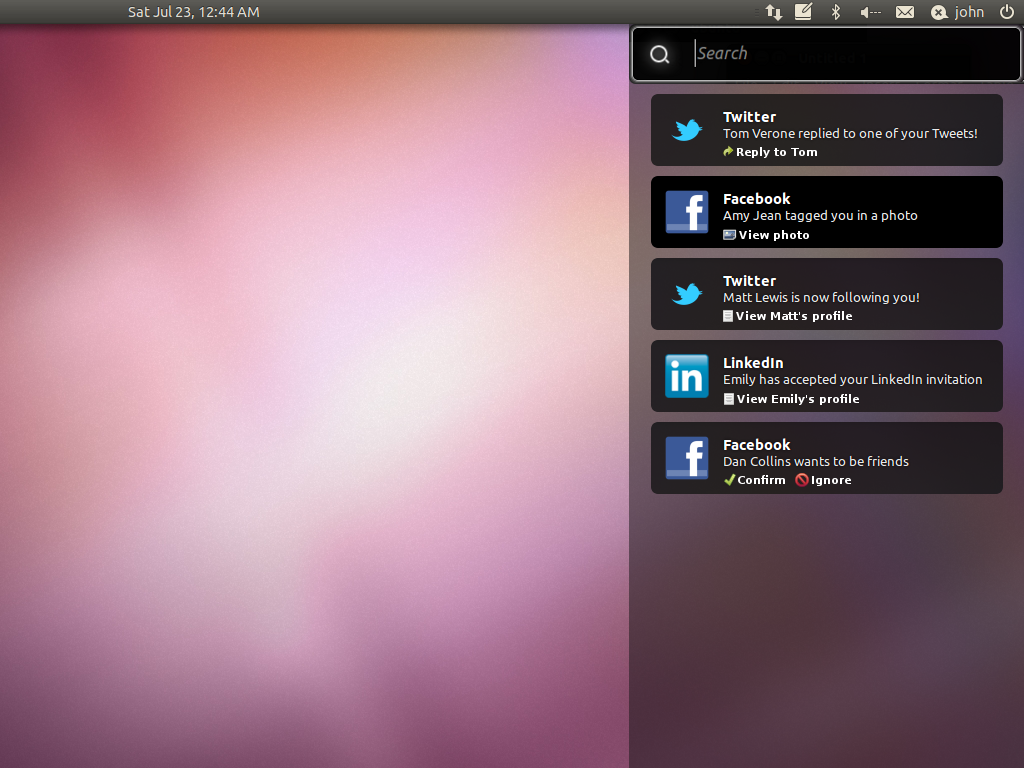 Sat Jul 23, 12:44 AM
john
Search
Twitter
Tom Verone replied to one of your Tweets!
Reply to Tom
Facebook
Amy Jean tagged you in a photo
View photo
Twitter
Matt Lewis is now following you!
View Matt's profile
in
LinkedIn
Emily has accepted your LinkedIn invitation
View Emily's profile
Facebook
Dan Collins wants to be friends
Confirm Ignore